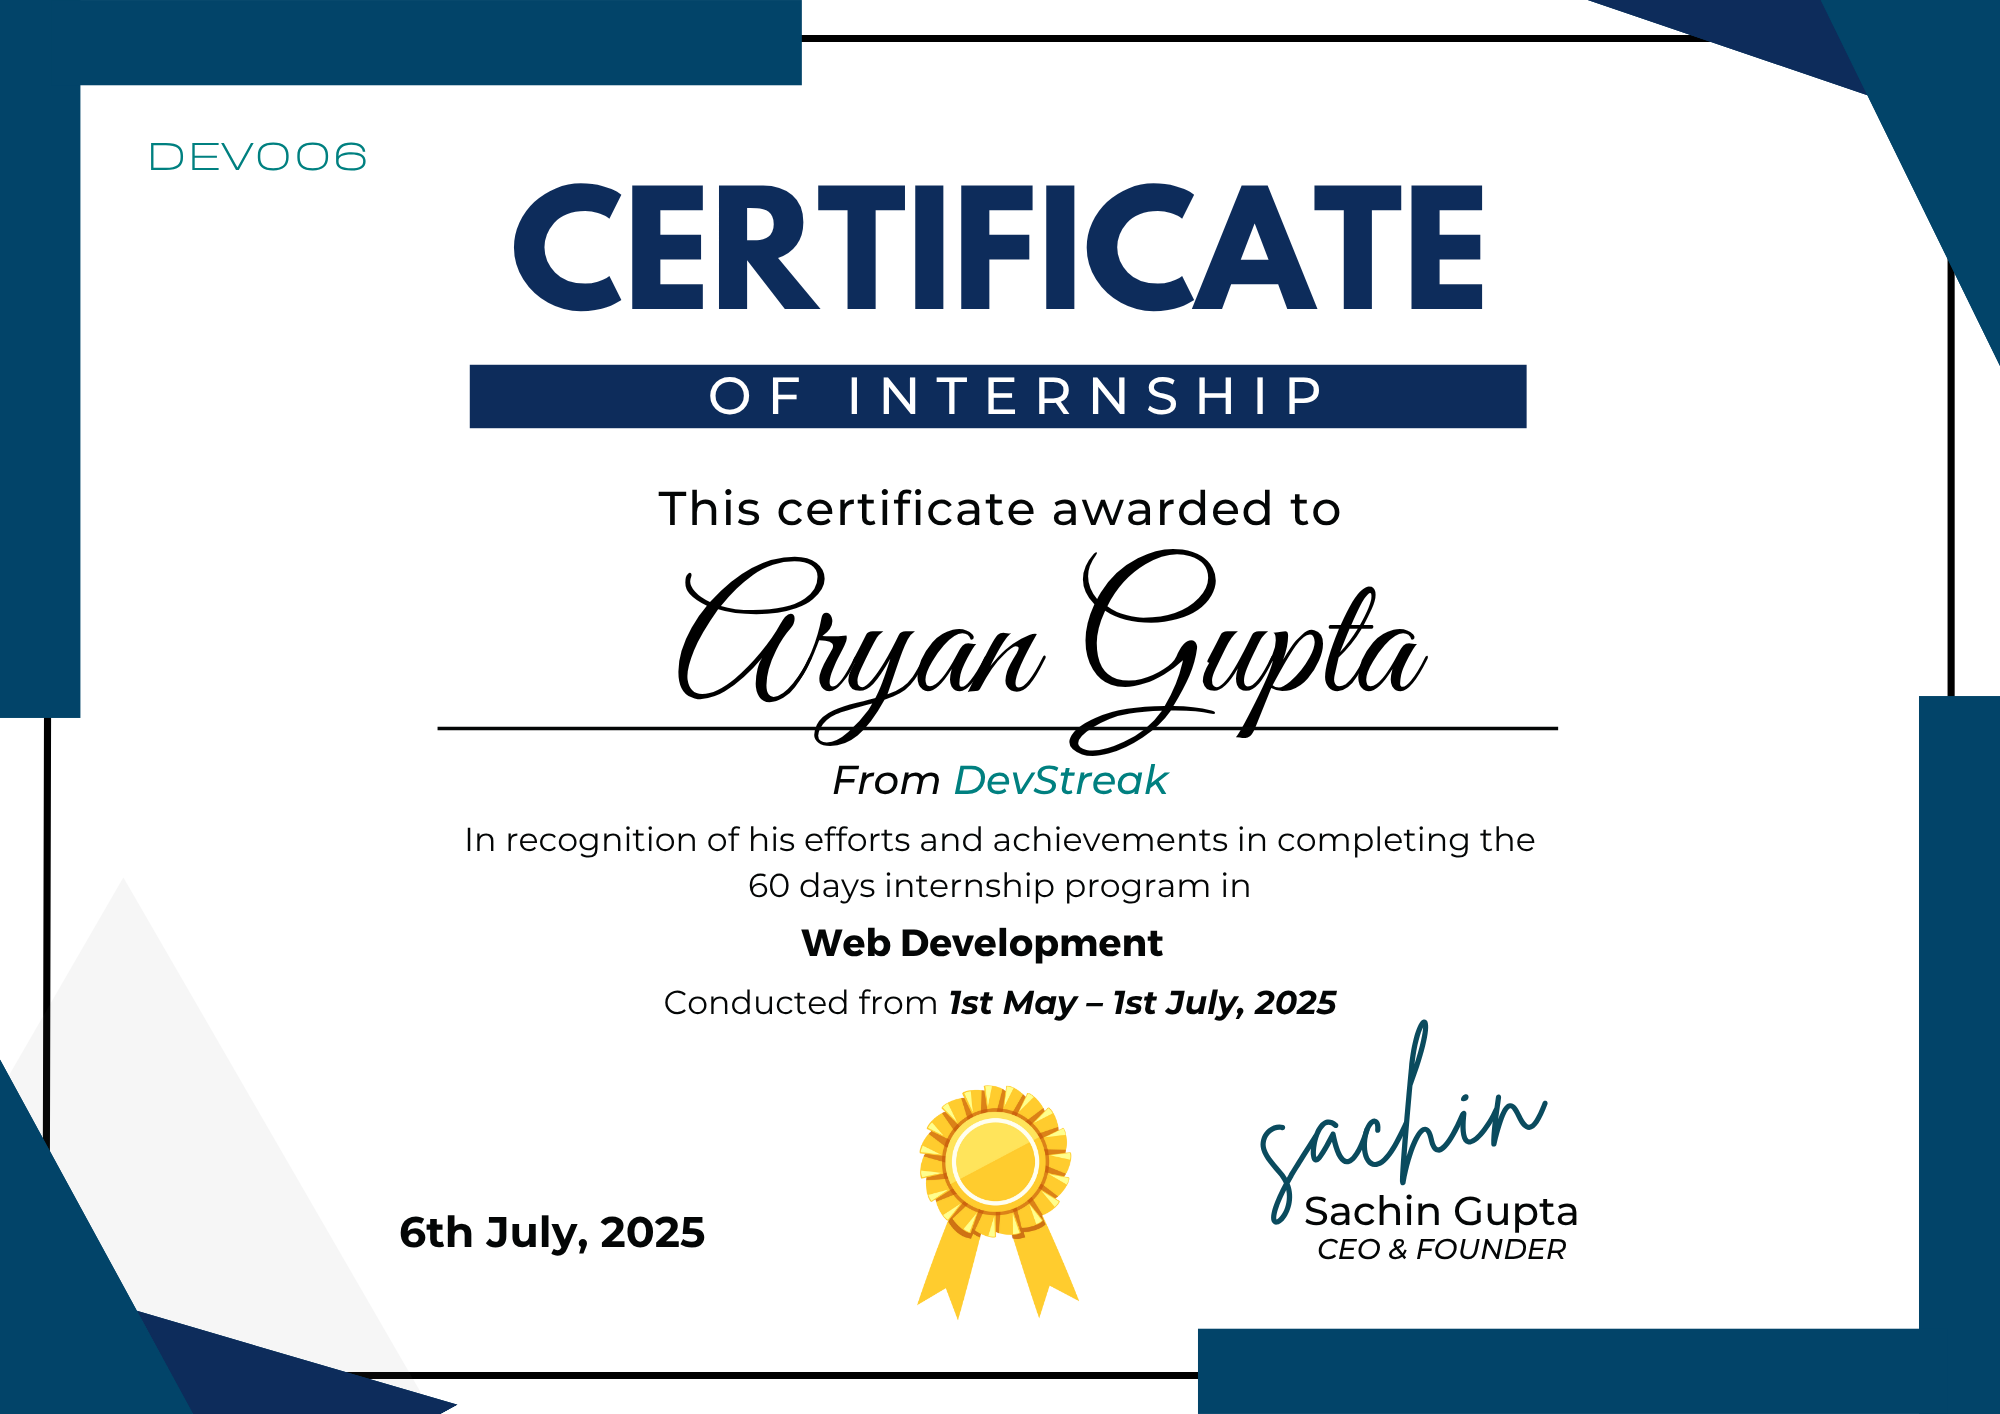 DEV006
CERTIFICATE
OF INTERNSHIP
This certificate awarded to
Aryan Gupta
From DevStreak
In recognition of his efforts and achievements in completing the
60 days internship program in
Web Development
Conducted from 1st May – 1st July, 2025
sachin
6th July, 2025
Sachin Gupta
CEO & FOUNDER